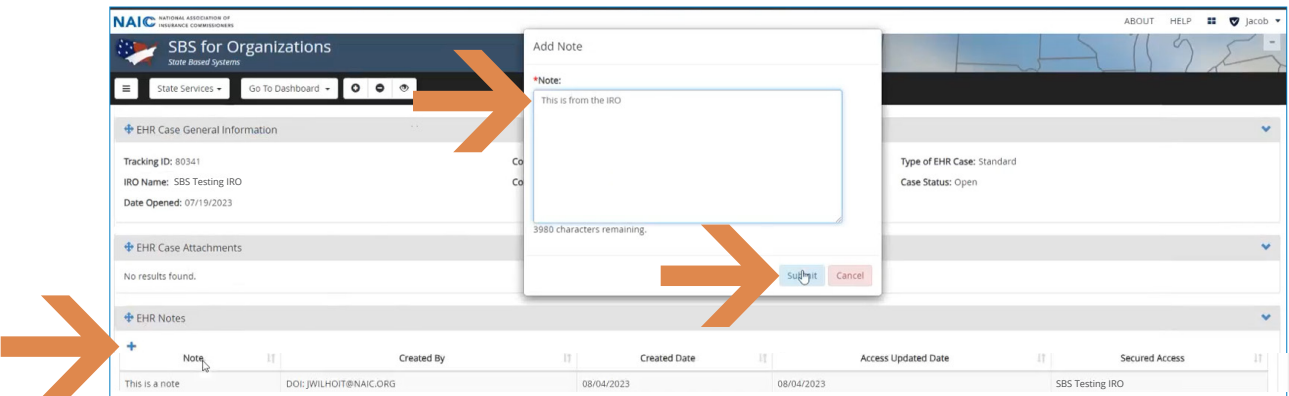 NAIC NATIONAL ASSOCIATION OF INSURANCE COMMISSIONERS
ABOUT HELP Jacob
SBS for Organizations
State Based Systems
State Services Go To Dashboard
Add Note
*Note:
This is from the IRO
3980 characters remaining.
Submit Cancel
EHR Case General Information
Tracking ID: 80341 Co Type of EHR Case: Standard
IRO Name: SBS Testing IRO Co Case Status: Open
Date Opened: 07/19/2023
EHR Case Attachments
No results found.
EHR Notes
Note Created By Created Date Access Updated Date Secured Access
This is a note DOI: JWILHOIT@NAIC.ORG 08/04/2023 08/04/2023 SBS Testing IRO